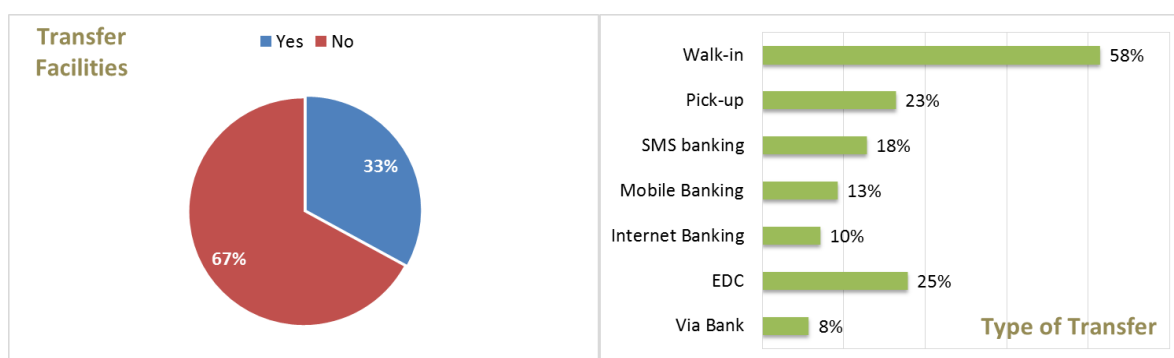 Transfer
Facilities
Yes No
33%
67%
Walk-in 58%
Pick-up 23%
SMS banking 18%
Mobile Banking 13%
Internet Banking 10%
EDC 25%
Via Bank 8%
Type of Transfer